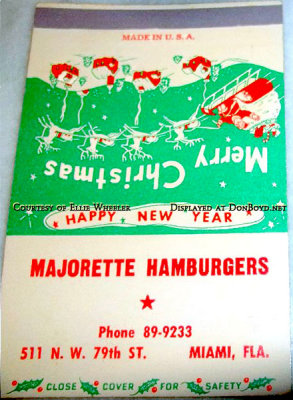 MADE IN U. S. A.
Merry Christmas
COURTESY OF ELLIE WHEELER DISPLAYED AT DONBOYD.NET
HAPPY NEW YEAR
MAJORETTE HAMBURGERS
Phone 89-9233
511 N. W. 79th ST. MIAMI, FLA.
CLOSE COVER FOR SAFETY